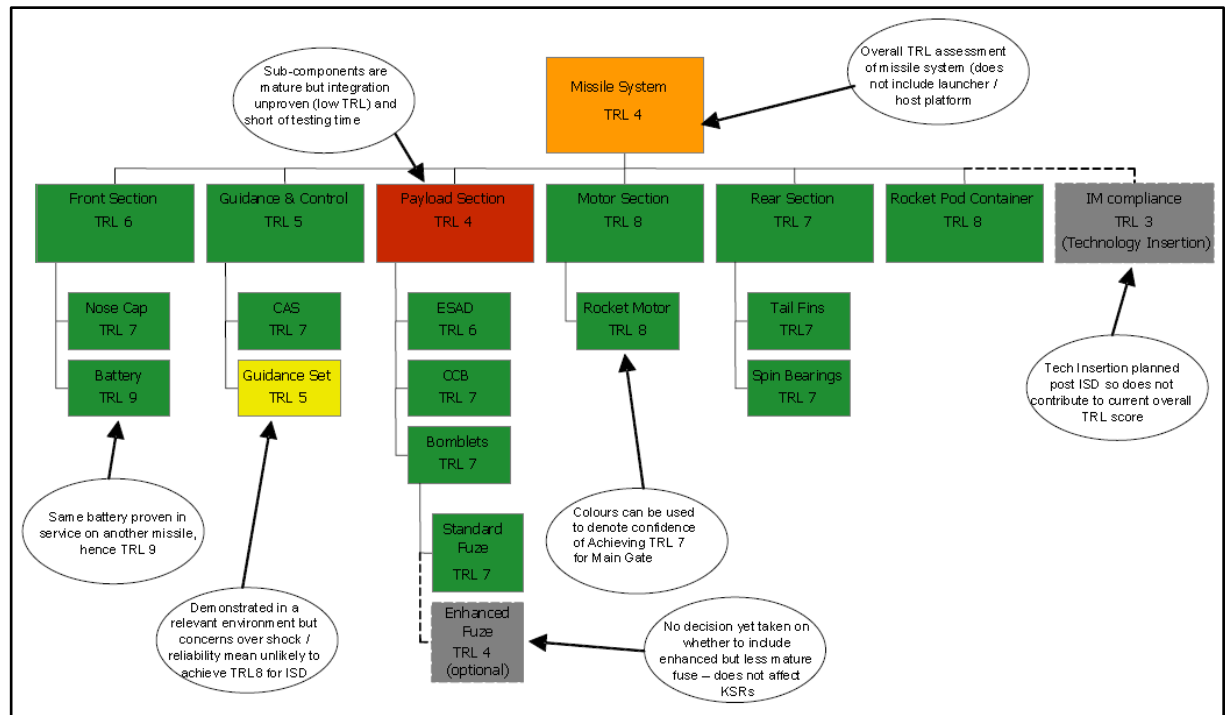 Sub-components are
mature but integration
unproven (low TRL) and
short of testing time
Missile System
TRL 4
Overall TRL assessment
of missile system (does
not include launcher /
host platform
Front Section
TRL 6
Guidance & Control
TRL 5
Payload Section
TRL 4
Motor Section
TRL 8
Rear Section
TRL 7
Rocket Pod Container
TRL 8
IM compliance
TRL 3
(Technology Insertion)
Nose Cap
TRL 7
Battery
TRL 9
CAS
TRL 7
Guidance Set
TRL 5
ESAD
TRL 6
CCB
TRL 7
Bomblets
TRL 7
Standard
Fuze
TRL 7
Enhanced
Fuze
TRL 4
(optional)
Rocket Motor
TRL 8
Tail Fins
TRL7
Spin Bearings
TRL 7
Same battery proven in
service on another missile,
hence TRL 9
Demonstrated in a
relevant environment but
concerns over shock /
reliability mean unlikely to
achieve TRL8 for ISD
Colours can be used
to denote confidence
of Achieving TRL 7
for Main Gate
No decision yet taken on
whether to include
enhanced but less mature
fuse – does not affect
KSRs
Tech Insertion planned
post ISD so does not
contribute to current overall
TRL score